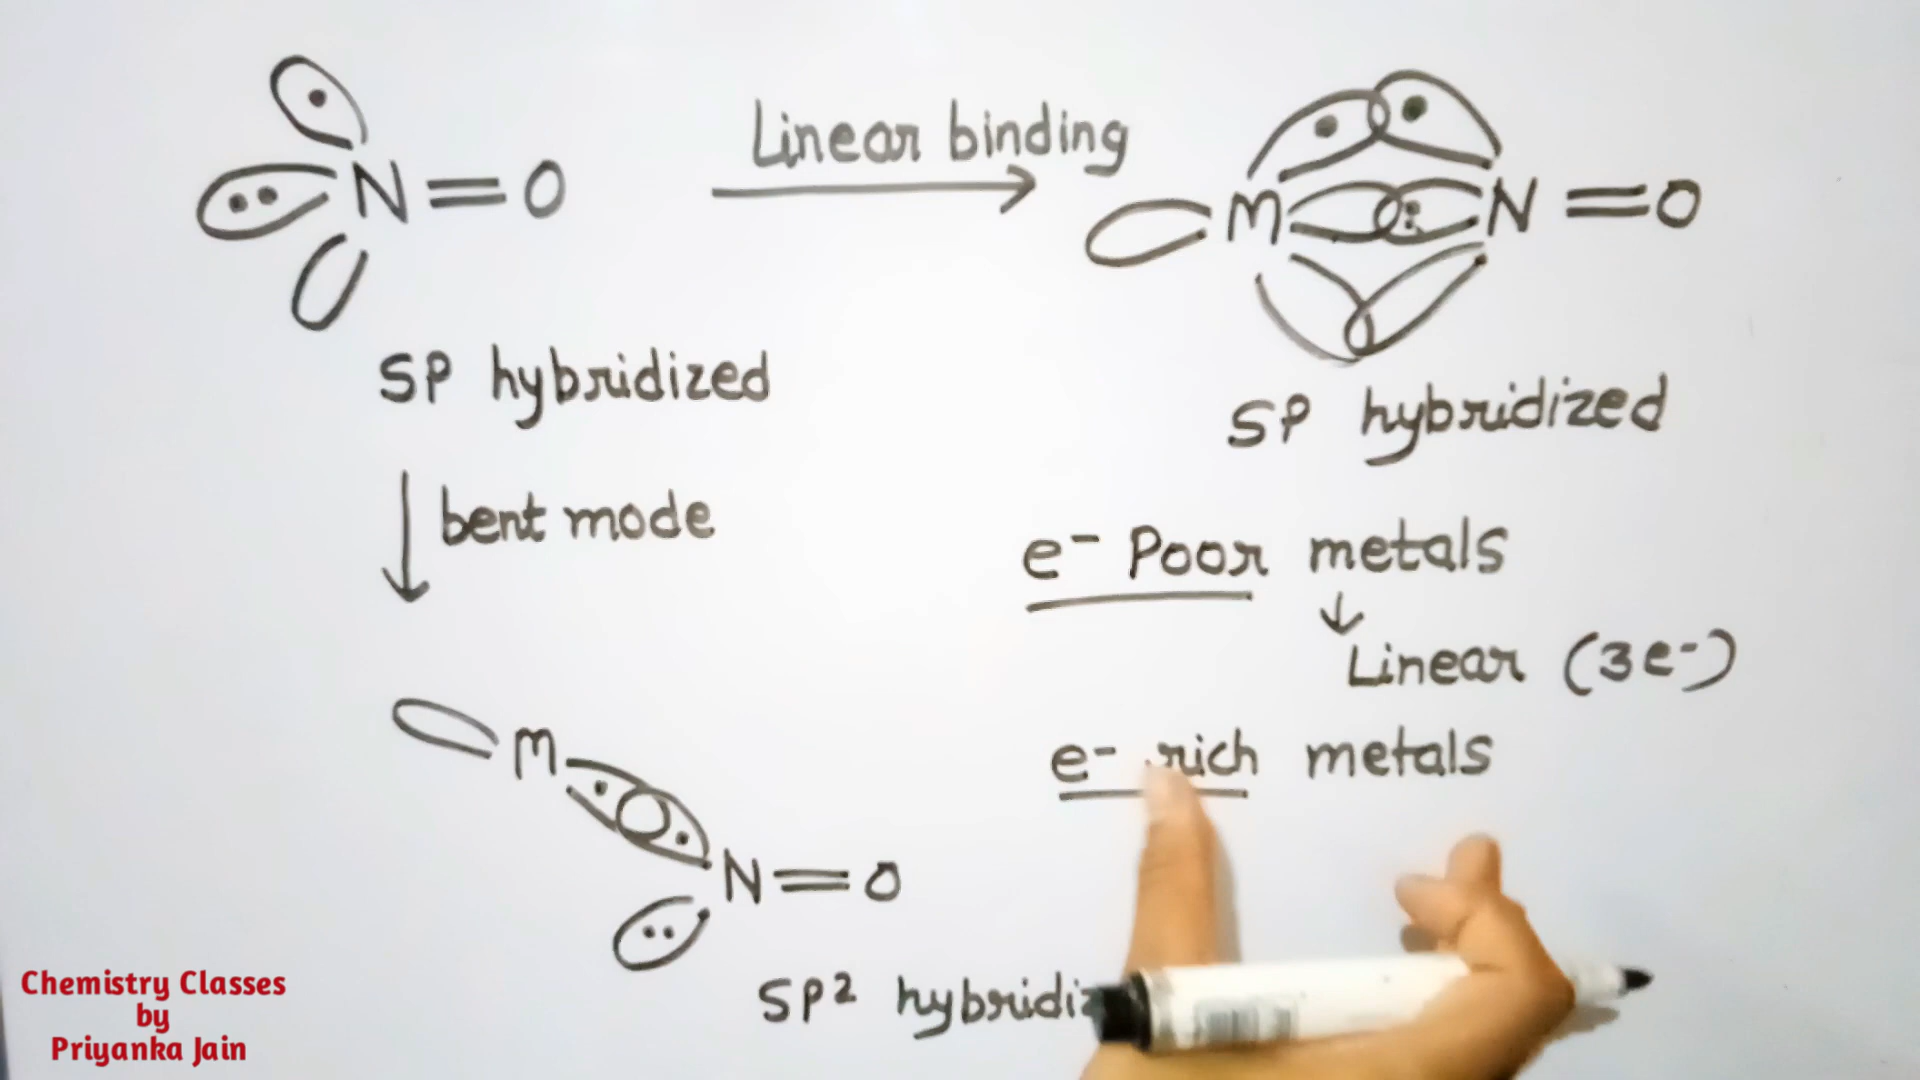 N=O
Linear binding
M N=O
SP hybridized
SP hybridized
bent mode
e⁻ Poor metals
Linear (3e⁻)
e⁻ rich metals
M
N=O
SP²
Chemistry Classes
by
Priyanka Jain